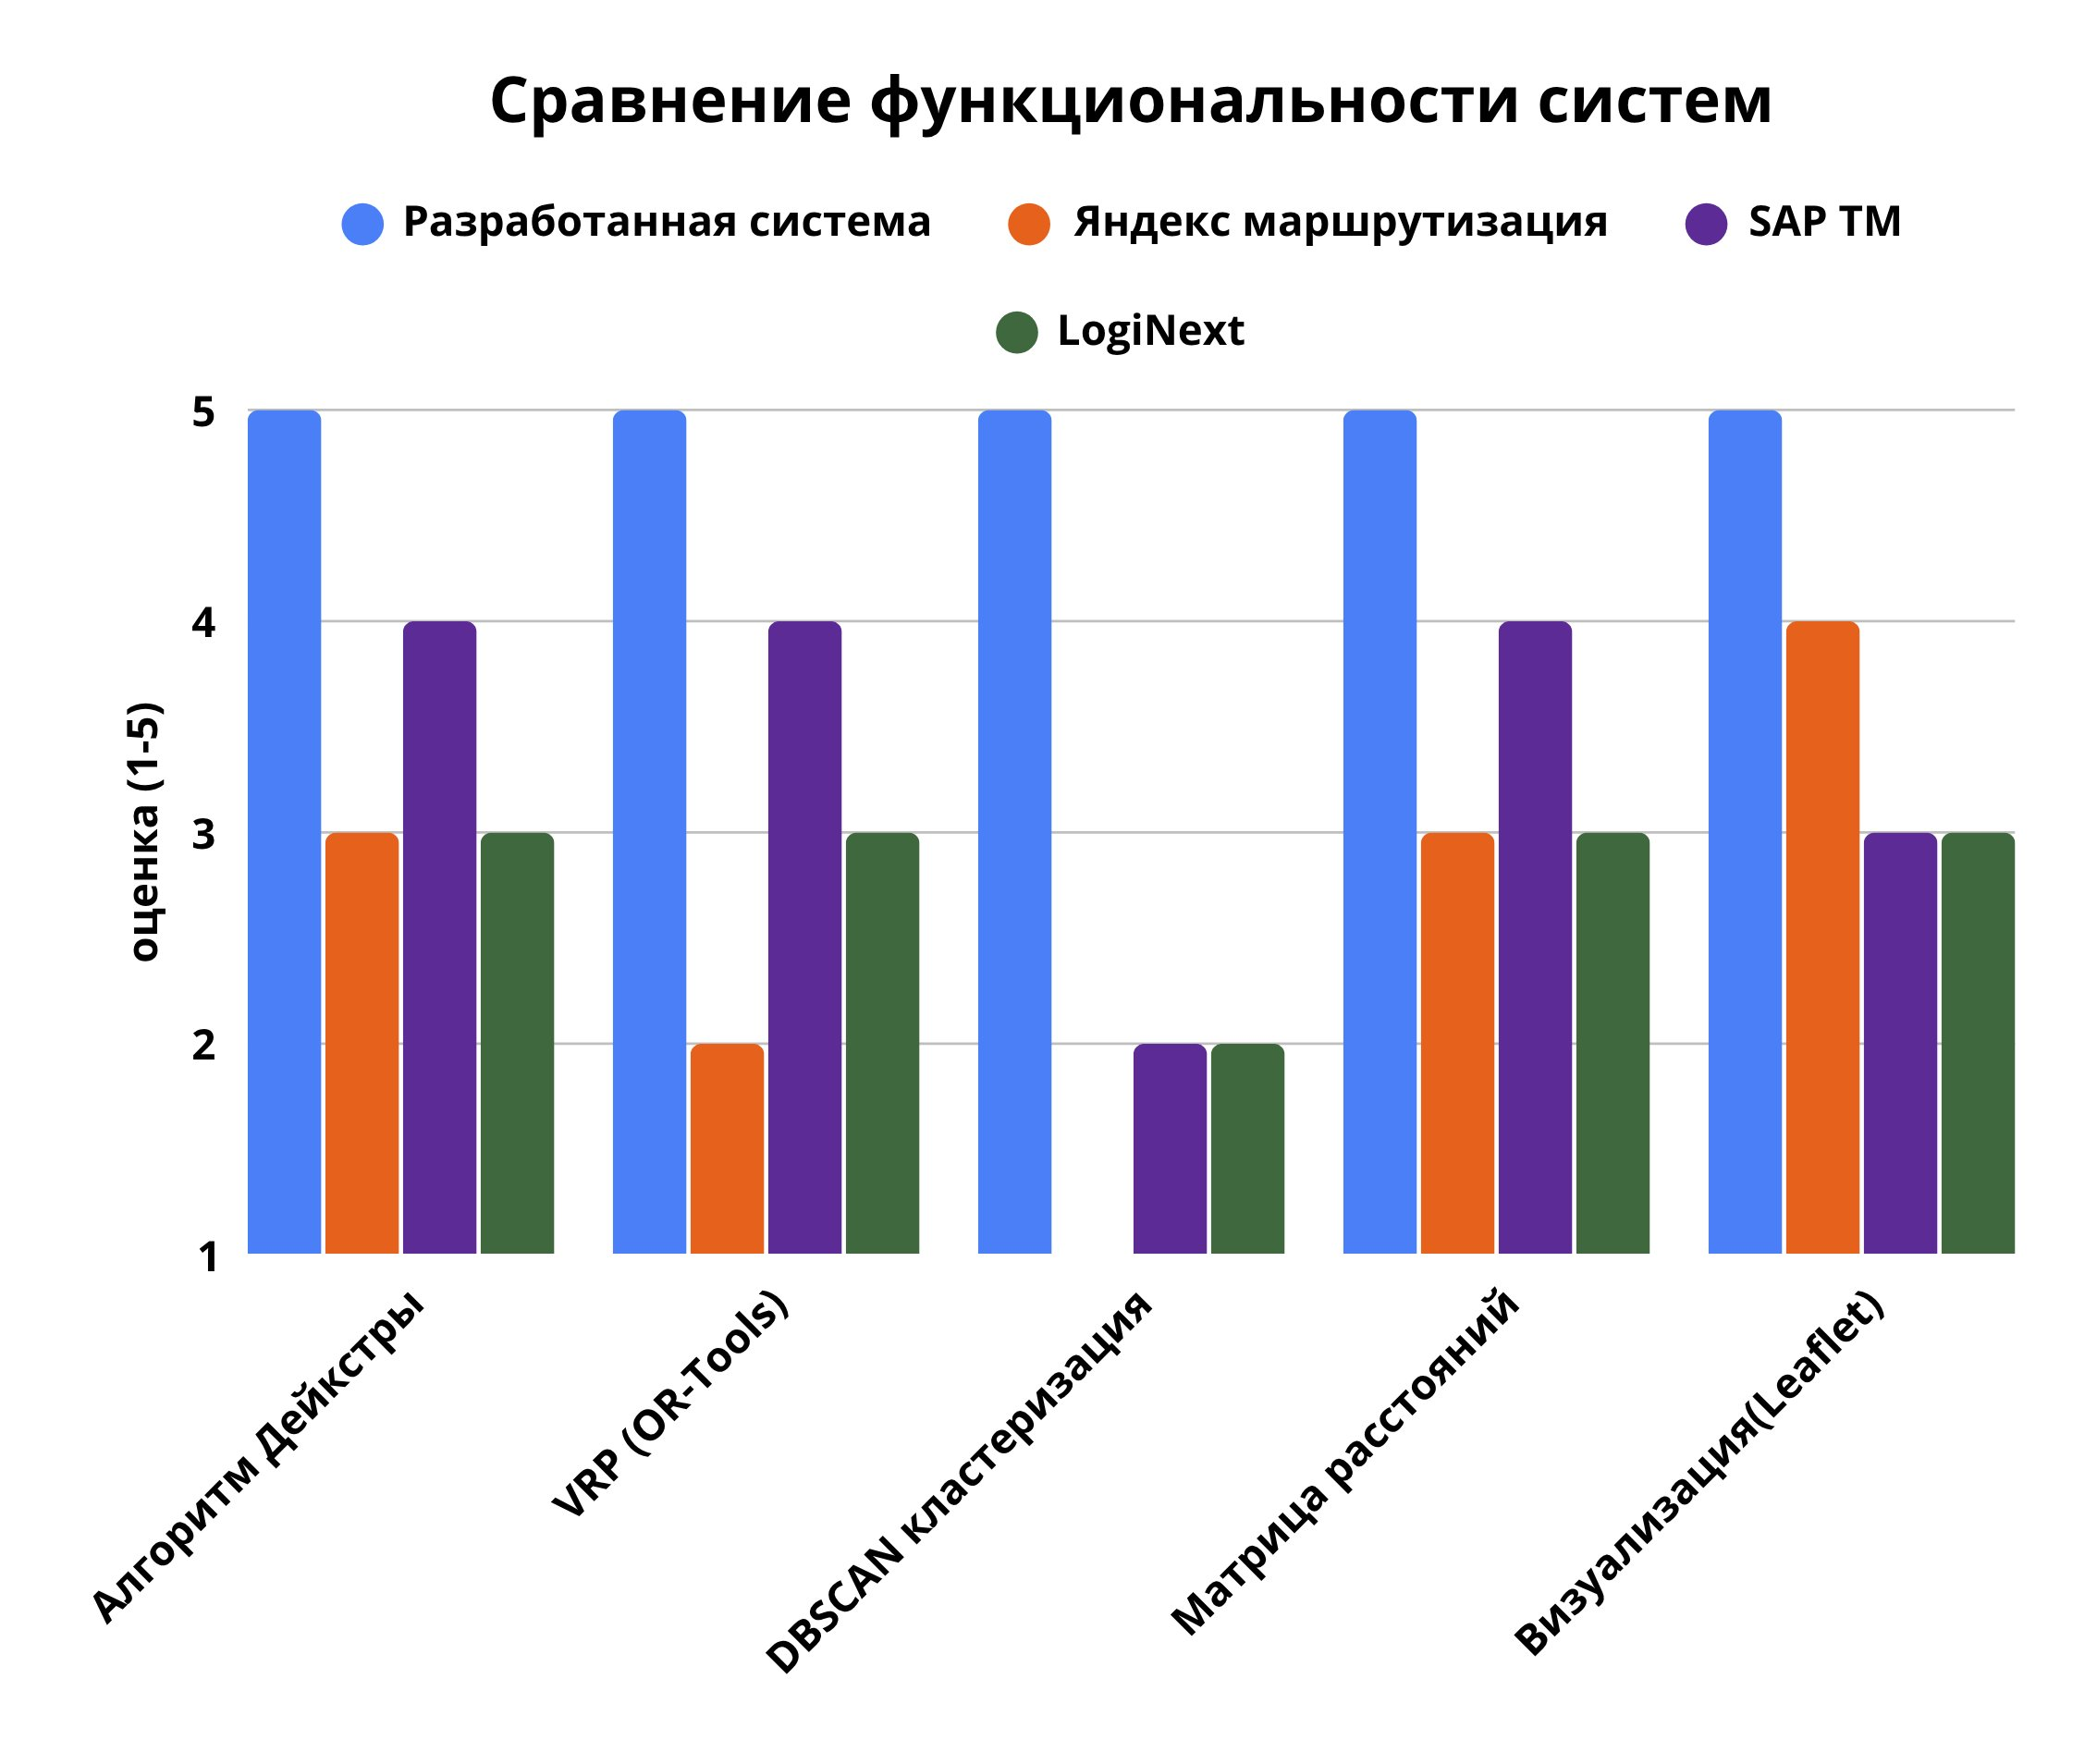 Сравнение функциональности систем
Разработанная система
Яндекс маршрутизация
SAP TM
LogiNext
оценка (1-5)
5
4
3
2
1
Алгоритм Дейкстры
VRP (OR-Tools)
DBSCAN кластеризация
Матрица расстояний
Визуализация(Leaflet)